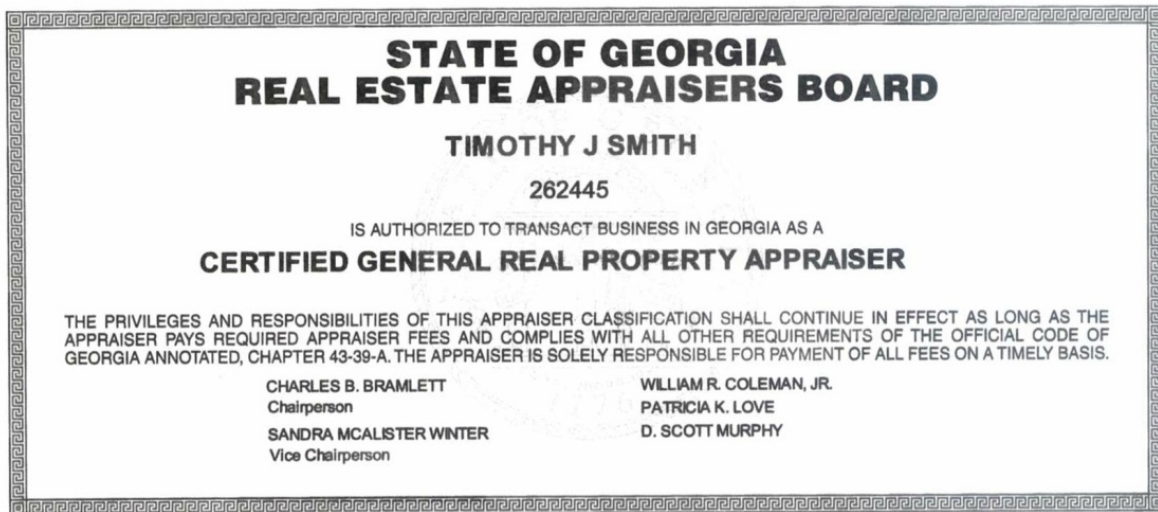 STATE OF GEORGIA
REAL ESTATE APPRAISERS BOARD
TIMOTHY J SMITH
262445
IS AUTHORIZED TO TRANSACT BUSINESS IN GEORGIA AS A
CERTIFIED GENERAL REAL PROPERTY APPRAISER
THE PRIVILEGES AND RESPONSIBILITIES OF THIS APPRAISER CLASSIFICATION SHALL CONTINUE IN EFFECT AS LONG AS THE
APPRAISER PAYS REQUIRED APPRAISER FEES AND COMPLIES WITH ALL OTHER REQUIREMENTS OF THE OFFICIAL CODE OF
GEORGIA ANNOTATED, CHAPTER 43-39-A. THE APPRAISER IS SOLELY RESPONSIBLE FOR PAYMENT OF ALL FEES ON A TIMELY BASIS.
CHARLES B. BRAMLETT
Chairperson
SANDRA MCALISTER WINTER
Vice Chairperson
WILLIAM R. COLEMAN, JR.
PATRICIA K. LOVE
D. SCOTT MURPHY
1776